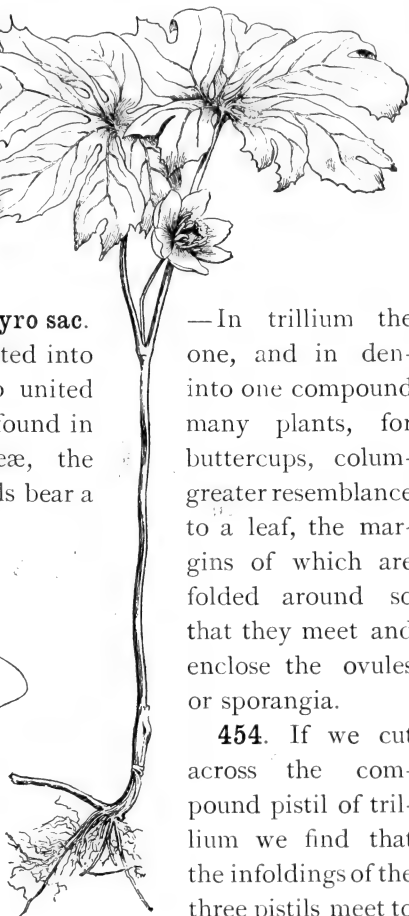 yro sac. —In trillium the
ted into one, and in den-
o united into one compound
found in many plants, for
eæ, the buttercups, colum-
ls bear a greater resemblance
to a leaf, the mar-
gins of which are
folded around so
that they meet and
enclose the ovules
or sporangia.
454. If we cut
across the com-
pound pistil of tril-
lium we find that
the infoldings of the
three pistils meet to